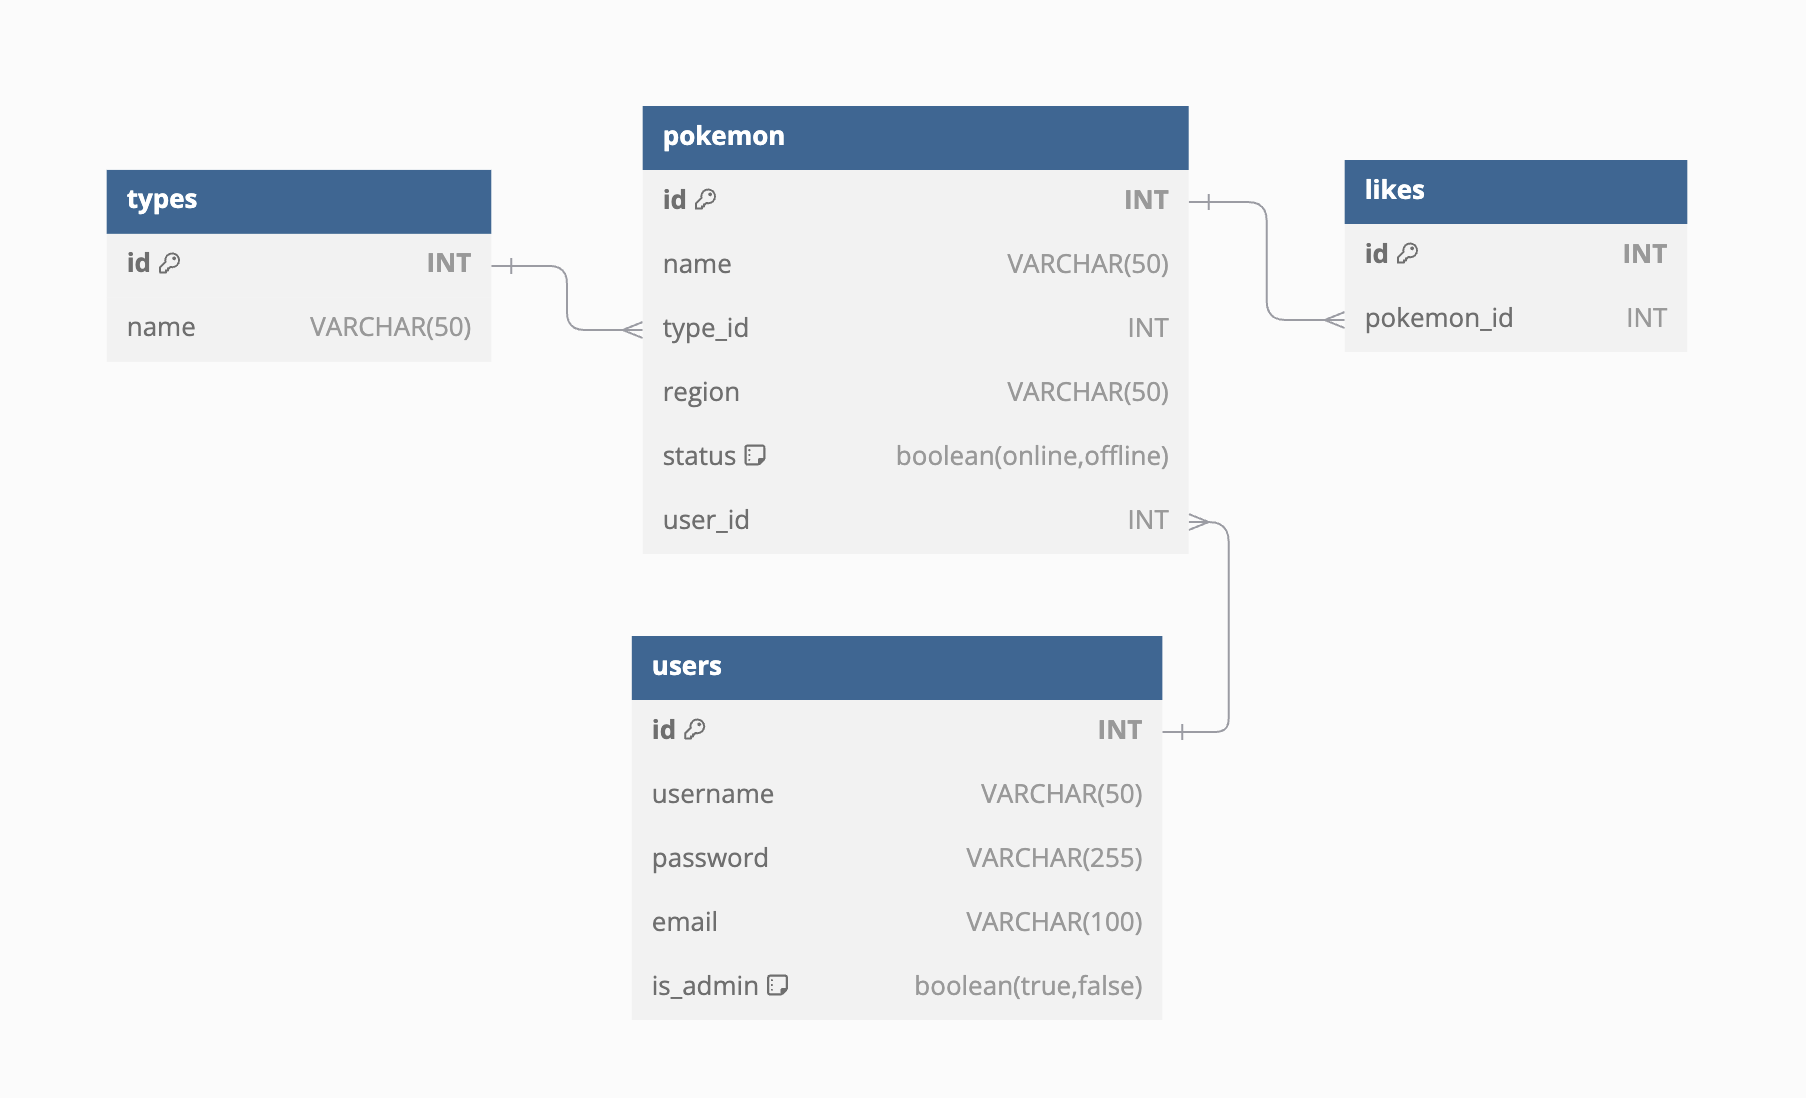 types
id INT
name VARCHAR(50)
pokemon
id INT
name VARCHAR(50)
type_id INT
region VARCHAR(50)
status boolean(online,offline)
user_id INT
likes
id INT
pokemon_id INT
users
id INT
username VARCHAR(50)
password VARCHAR(255)
email VARCHAR(100)
is_admin boolean(true,false)